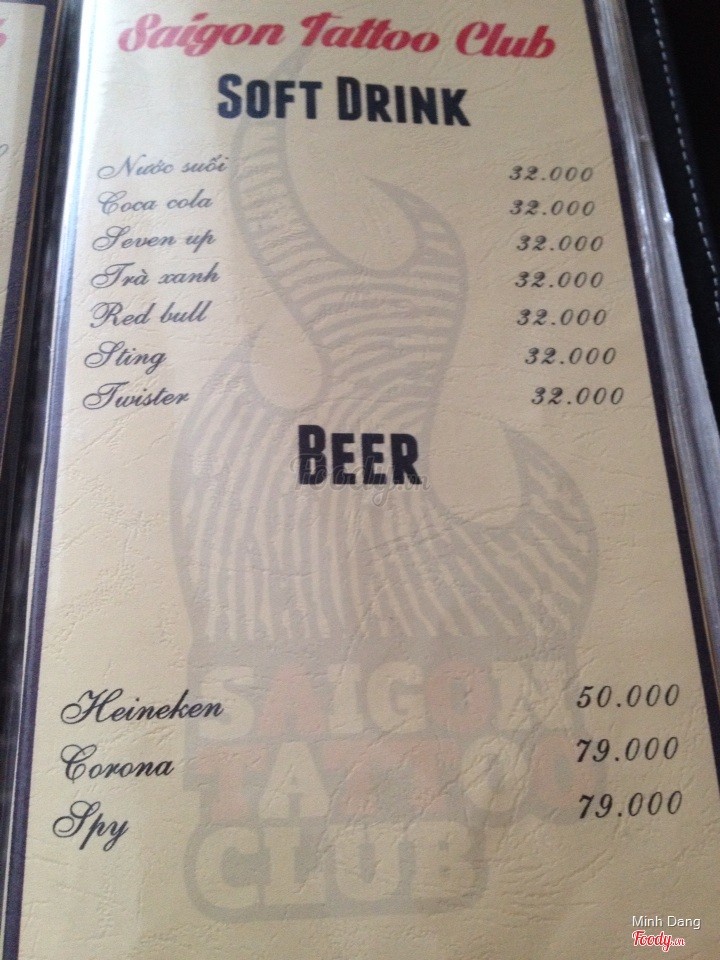 Saigon Tattoo Club
SOFT DRINK
Nước suối 32.000
Coca cola 32.000
Seven up 32.000
Trà xanh 32.000
Red bull 32.000
Sting 32.000
Twister 32.000
BEER
Foody.vn
Heineken 50.000
Corona 79.000
Spy 79.000
SAIGON
TATTOO
CLUB
Minh Dang
Foody.vn